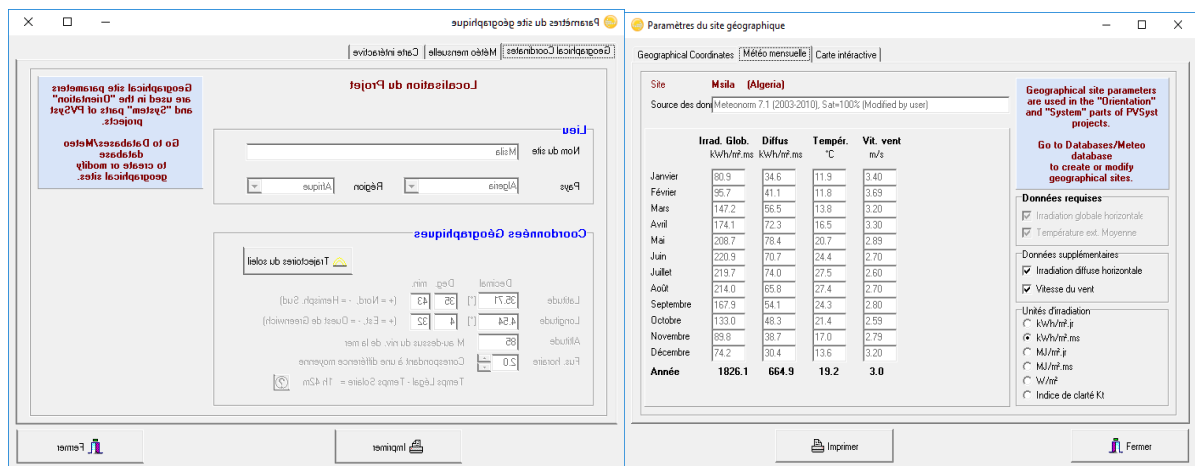 Paramètres du site géographique
Geographical Coordinates Météo mensuelle Carte intéractive
Localisation du Projet
Geographical site parameters
are used in the "Orientation"
and "System" parts of PVSyst
projects.
Go to Databases/Meteo
database
to create or modify
geographical sites.
Lieu
Nom du site Msila
Pays Algeria Région Afrique
Coordonnées Géographiques
Trajectoires du soleil
Decimal Deg. min.
Latitude 35.71 [°] 35 43 (+ = Nord, - = Hemisph. Sud)
Longitude 4.54 [°] 4 32 (+ = Est, - = Ouest de Greenwich)
Altitude 85 M au-dessus du niv. de la mer
Fus. horaire 2.0 Correspondant à une différence moyenne
Temps Légal - Temps Solaire = 1h 42m ?
Imprimer Fermer
Paramètres du site géographique
Geographical Coordinates Météo mensuelle Carte intéractive
Site Msila (Algeria)
Source des don Meteonorm 7.1 (2003-2010), Sat=100% (Modified by user)
Irrad. Glob. Diffus Tempér. Vit. vent
kWh/m².ms kWh/m².ms °C m/s
Janvier 80.9 34.6 11.9 3.40
Février 95.7 41.1 11.8 3.69
Mars 147.2 56.5 13.8 3.20
Avril 174.1 72.3 16.5 3.30
Mai 208.7 78.4 20.7 2.89
Juin 220.9 70.7 24.4 2.70
Juillet 219.7 74.0 27.5 2.60
Août 214.0 65.8 27.4 2.70
Septembre 167.9 54.1 24.3 2.80
Octobre 133.0 48.3 21.4 2.59
Novembre 89.8 38.7 17.0 2.79
Décembre 74.2 30.4 13.6 3.20
Année 1826.1 664.9 19.2 3.0
Geographical site parameters
are used in the "Orientation"
and "System" parts of PVSyst
projects.
Go to Databases/Meteo
database
to create or modify
geographical sites.
Données requises
Irradiation globale horizontale
Température ext. Moyenne
Données supplémentaires
Irradiation diffuse horizontale
Vitesse du vent
Unités d'irradiation
kWh/m².jr
kWh/m².ms
MJ/m².jr
MJ/m².ms
W/m²
Indice de clarté Kt
Imprimer Fermer